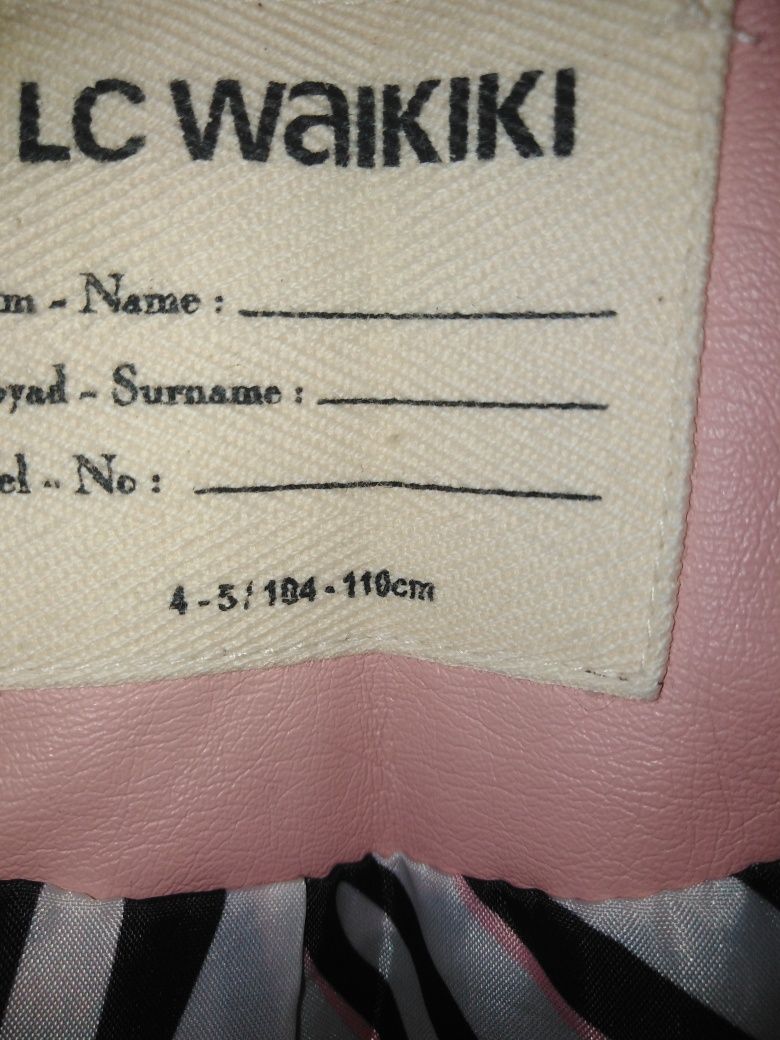 LC WAIKIKI
m - Name :
oyad - Surname :
el - No :
4 - 5 / 104 - 110cm